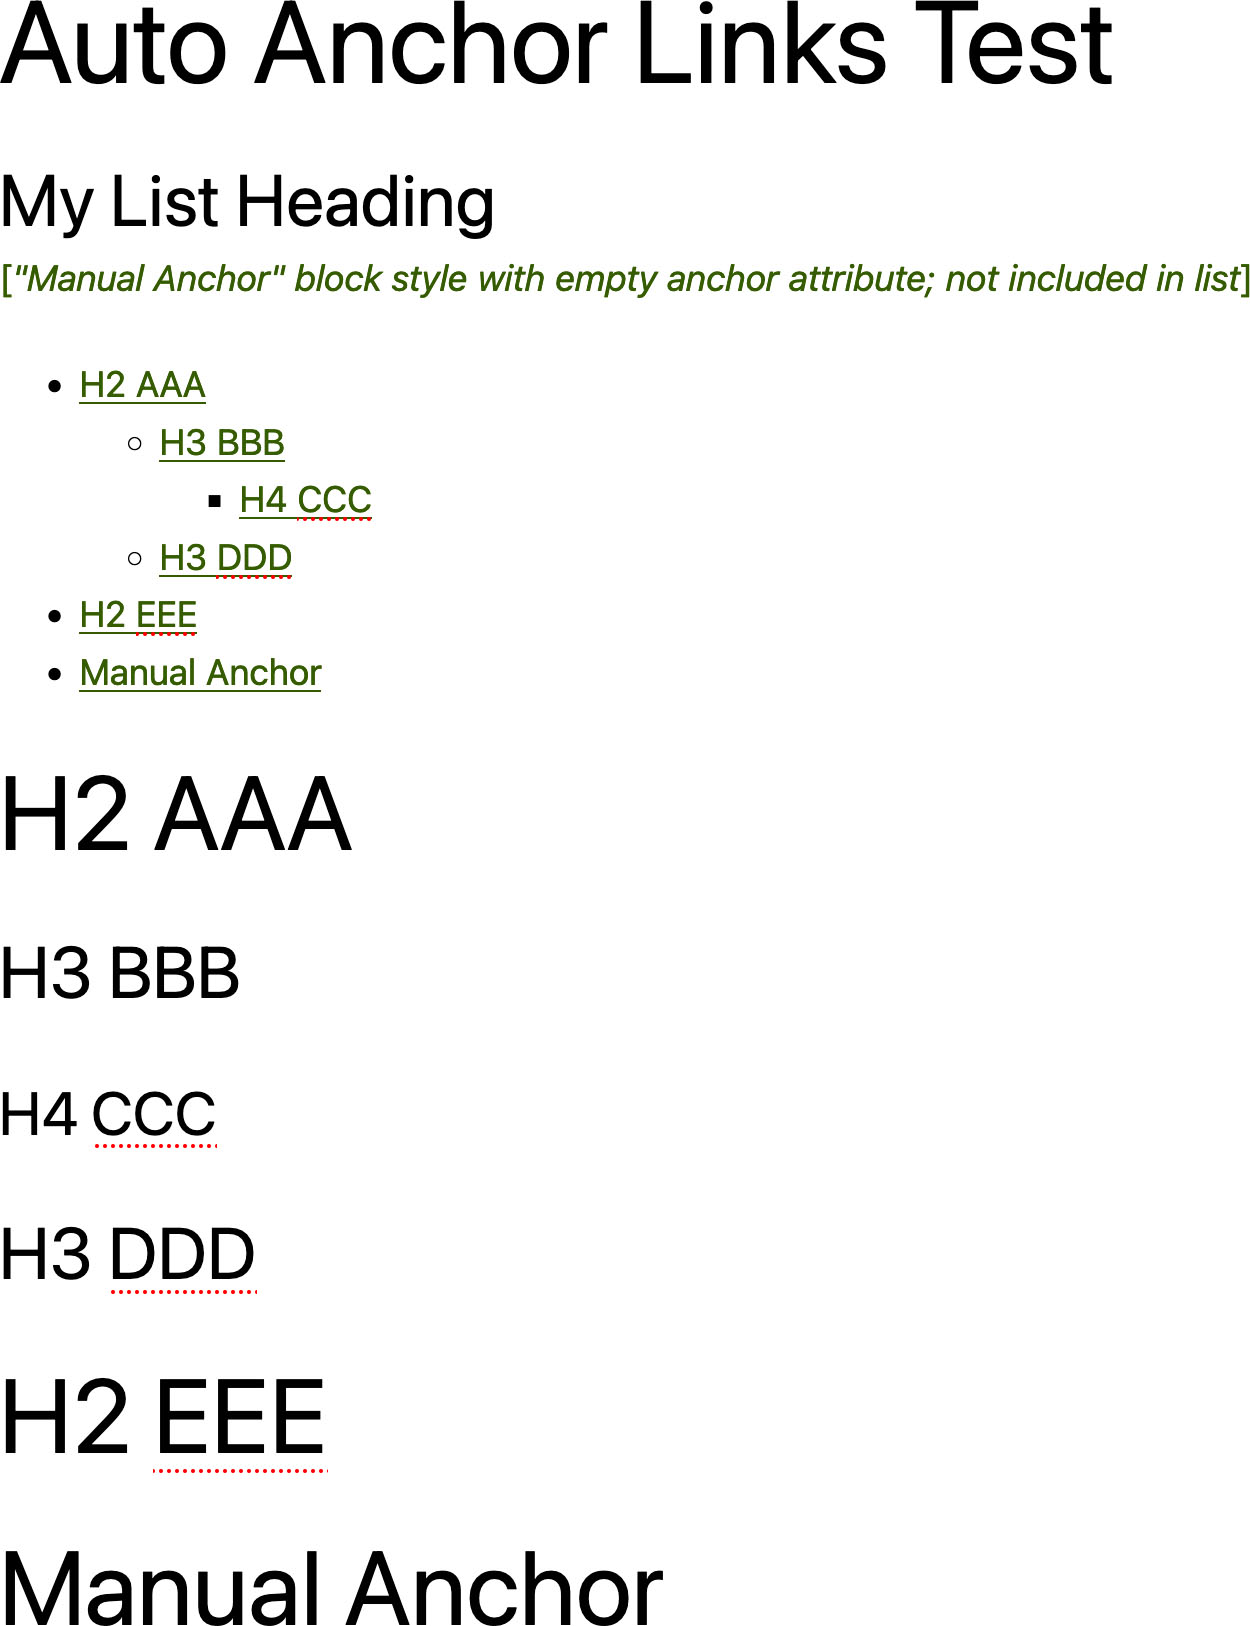 Auto Anchor Links Test
My List Heading
["Manual Anchor" block style with empty anchor attribute; not included in list]
H2 AAA
H3 BBB
H4 CCC
H3 DDD
H2 EEE
Manual Anchor
H2 AAA
H3 BBB
H4 CCC
H3 DDD
H2 EEE
Manual Anchor